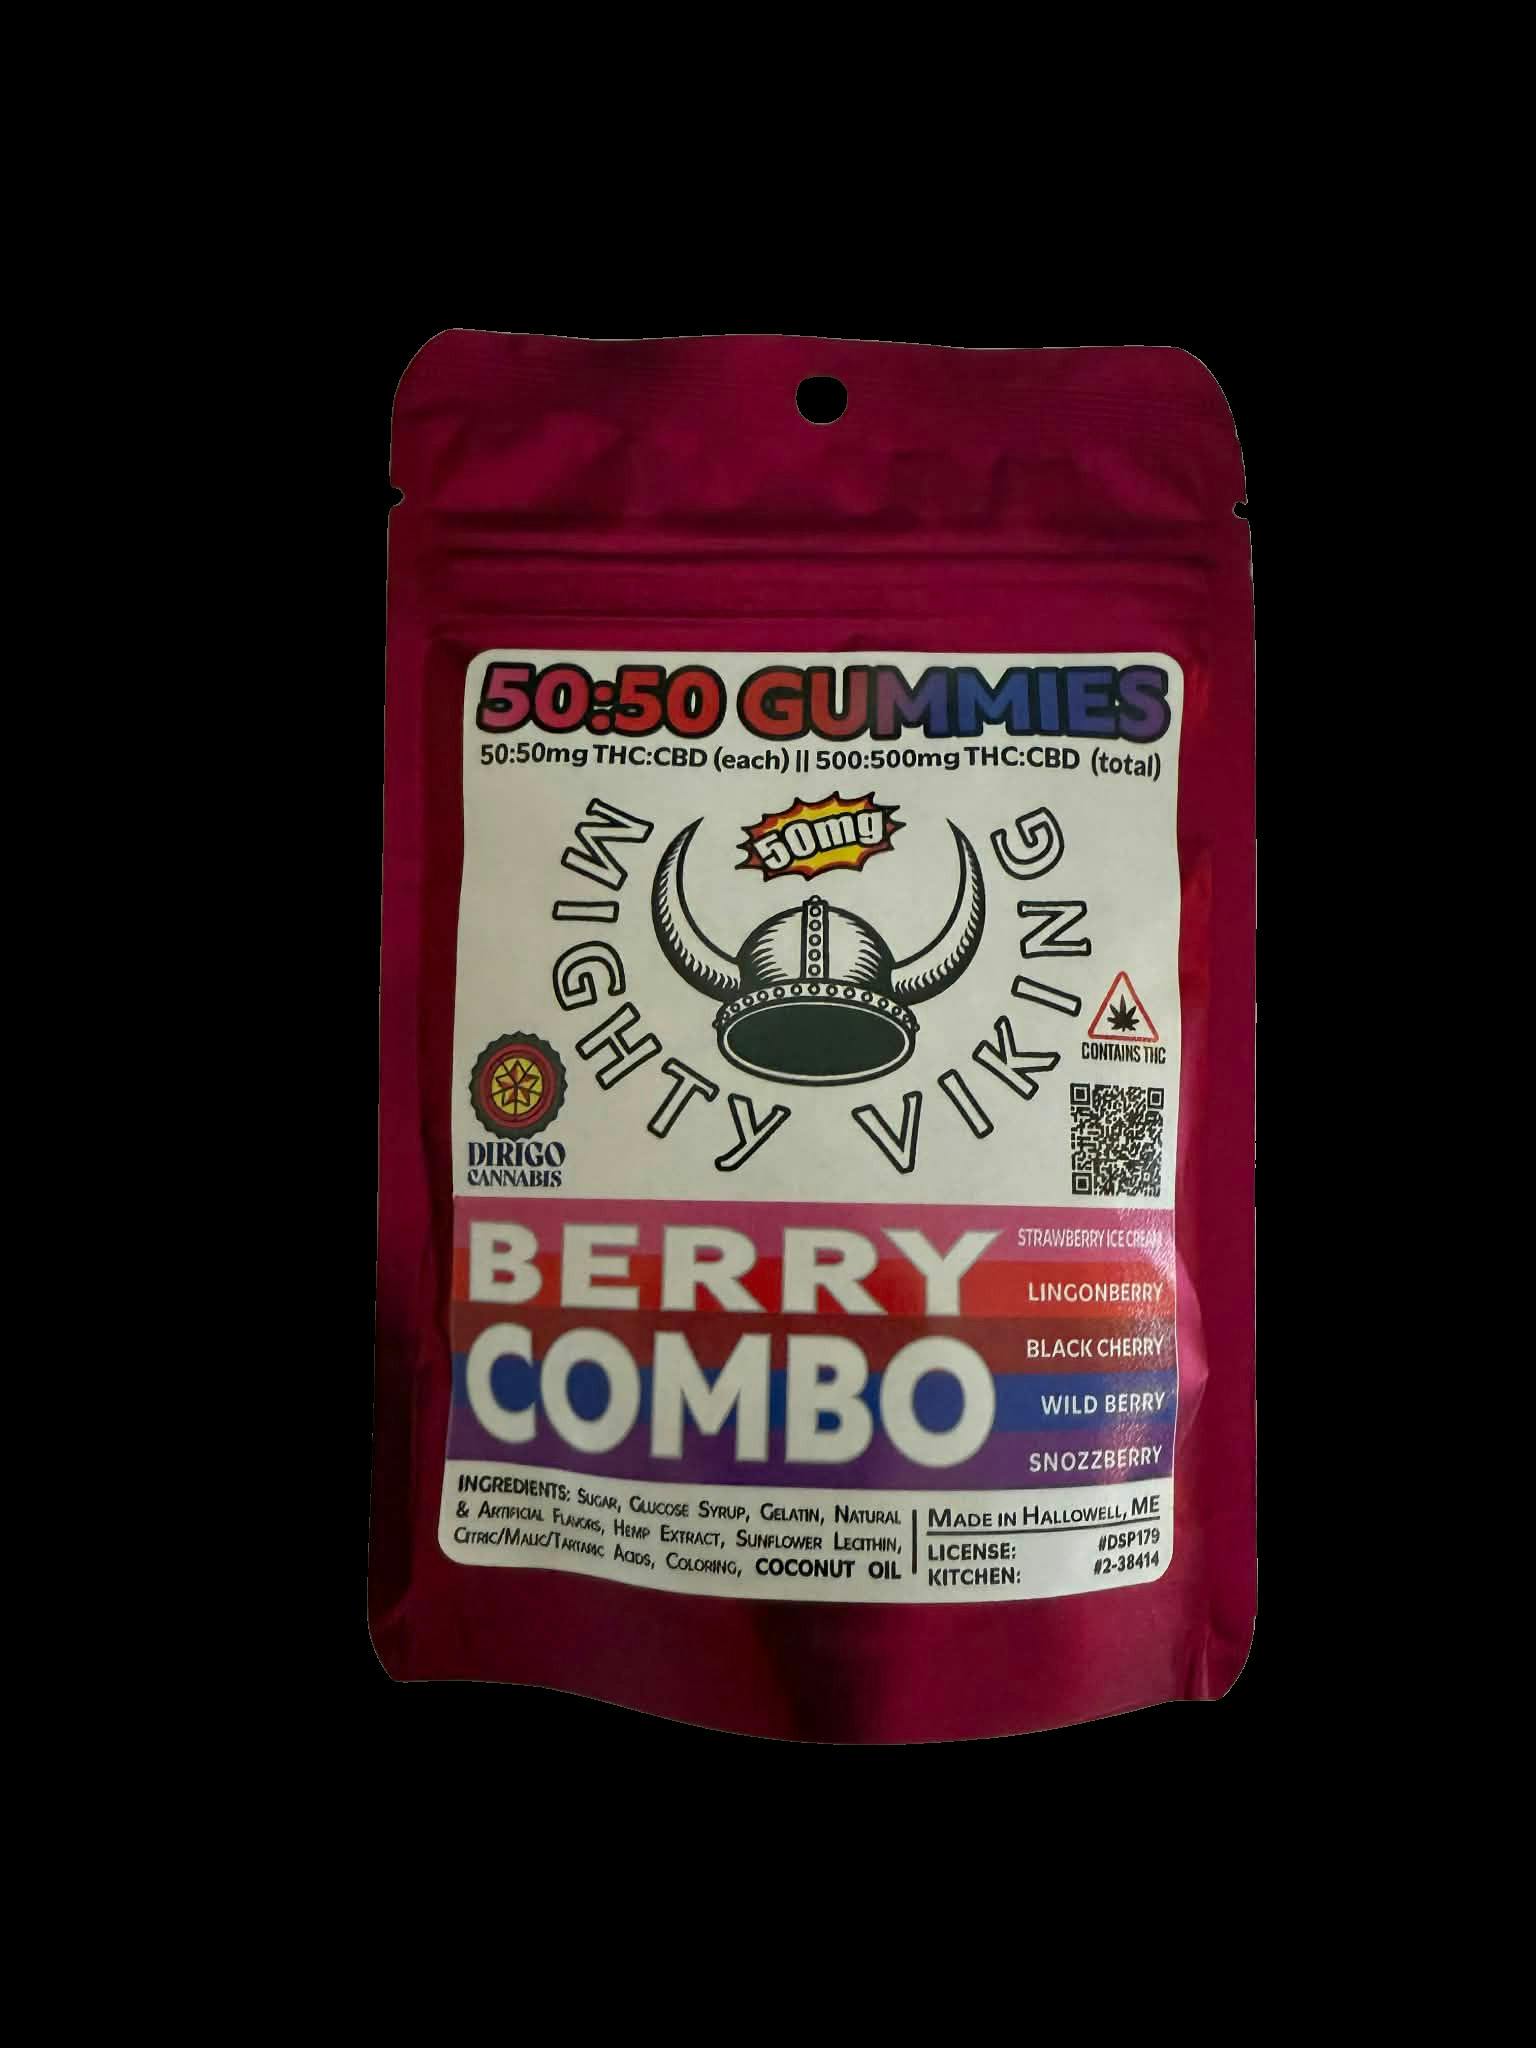 50:50 GUMMIES
50:50mg THC:CBD (each) || 500:500mg THC:CBD (total)
50mg
MIGHTY VIKING
CONTAINS THC
DIRIGO
CANNABIS
BERRY
COMBO
STRAWBERRY ICE CREAM
LINGONBERRY
BLACK CHERRY
WILD BERRY
SNOZZBERRY
INGREDIENTS: SUGAR, GLUCOSE SYRUP, GELATIN, NATURAL
& ARTIFICIAL FLAVORS, HEMP EXTRACT, SUNFLOWER LECITHIN,
CITRIC/MALIC/TARTARIC ACIDS, COLORING, COCONUT OIL
MADE IN HALLOWELL, ME
LICENSE: #DSP179
KITCHEN: #2-38414